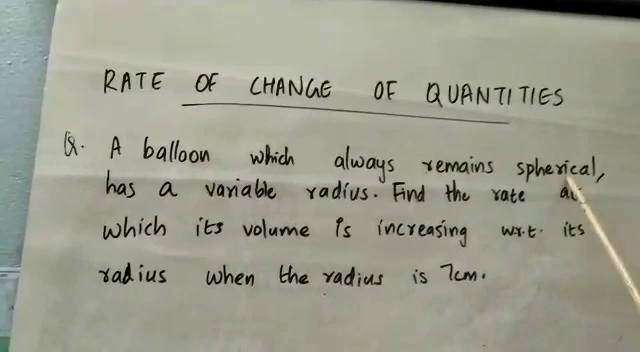 RATE OF CHANGE OF QUANTITIES
Q. A balloon which always remains spherical,
has a variable radius. Find the rate at
which its volume is increasing w.r.t. its
radius when the radius is 7cm.